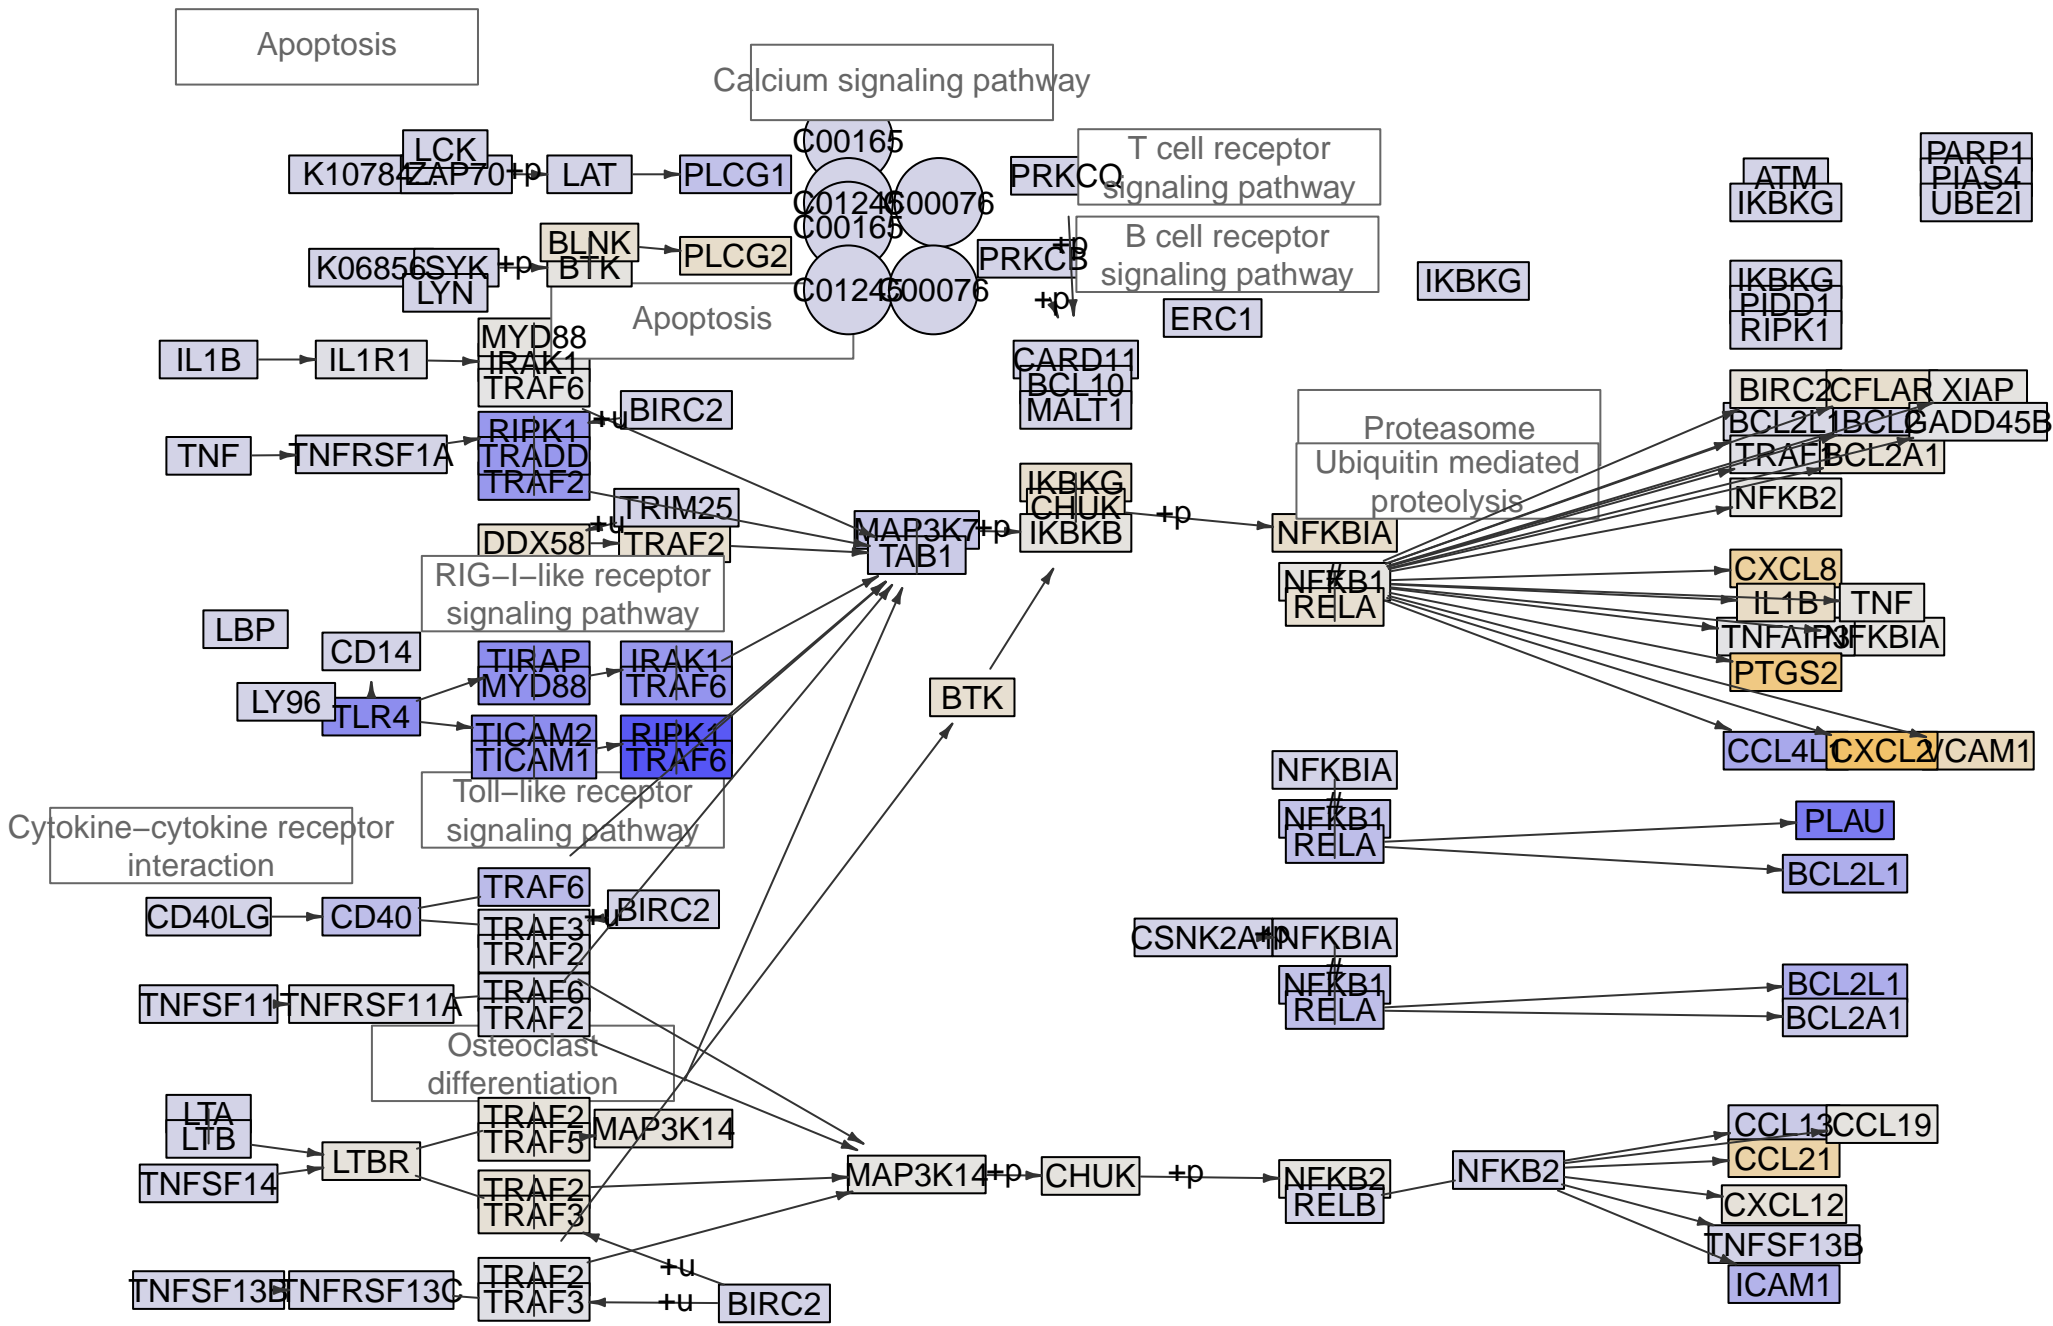 Apoptosis
Calcium signaling pathway
C00165
T cell receptor
signaling pathway
PARP1
PIAS4
UBE2I
LCK
K10784
ZAP70
+p
LAT
PLCG1
PRKCQ
ATM
IKBKG
C01246
C00076
C00165
B cell receptor
signaling pathway
+p
BLNK
BTK
PLCG2
PRKCB
K06856
SYK
+p
LYN
IKBKG
IKBKG
PIDD1
RIPK1
C01245
C00076
+p
ERC1
Apoptosis
MYD88
IRAK1
TRAF6
IL1B
IL1R1
CARD11
BCL10
MALT1
BIRC2
CFLAR
XIAP
BCL2L1
BCL2
GADD45B
TRAF1
BCL2A1
NFKB2
BIRC2
+u
RIPK1
TRADD
TRAF2
TNF
TNFRSF1A
Proteasome
Ubiquitin mediated
proteolysis
IKBKG
CHUK
IKBKB
+p
NFKBIA
TRIM25
+u
DDX58
TRAF2
MAP3K7
+p
TAB1
NFKB1
RELA
CXCL8
IL1B
TNF
TNFAIP3
NFKBIA
PTGS2
RIG−I−like receptor
signaling pathway
LBP
CD14
LY96
TLR4
TIRAP
MYD88
IRAK1
TRAF6
BTK
TICAM2
TICAM1
RIPK1
TRAF6
CCL4L1
CXCL2
VCAM1
NFKBIA
NFKB1
RELA
PLAU
BCL2L1
Toll−like receptor
signaling pathway
Cytokine−cytokine receptor
interaction
TRAF6
CD40LG
CD40
TRAF3
TRAF2
+u
BIRC2
CSNK2A1
+p
NFKBIA
NFKB1
RELA
BCL2L1
BCL2A1
TNFSF11
TNFRSF11A
TRAF6
TRAF2
Osteoclast
differentiation
LTA
LTB
TNFSF14
LTBR
TRAF2
TRAF5
MAP3K14
TRAF2
TRAF3
MAP3K14
+p
CHUK
+p
NFKB2
RELB
NFKB2
CCL13
CCL19
CCL21
CXCL12
TNFSF13B
ICAM1
TNFSF13B
TNFRSF13C
TRAF2
TRAF3
+u
+u
BIRC2